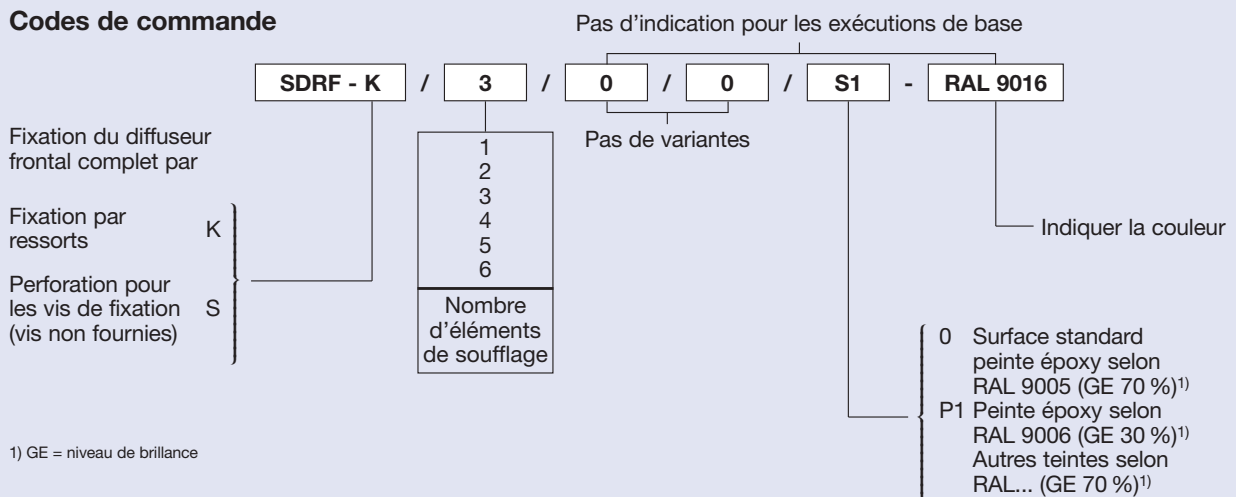 Codes de commande
Pas d'indication pour les exécutions de base
SDRF - K / 3 / 0 / 0 / S1 - RAL 9016
Fixation du diffuseur
frontal complet par
Fixation par
ressorts K
Perforation pour
les vis de fixation S
(vis non fournies)
1
2
3
4
5
6
Nombre
d'éléments
de soufflage
Pas de variantes
Indiquer la couleur
0 Surface standard
peinte époxy selon
RAL 9005 (GE 70 %)1)
P1 Peinte époxy selon
RAL 9006 (GE 30 %)1)
Autres teintes selon
RAL... (GE 70 %)1)
1) GE = niveau de brillance